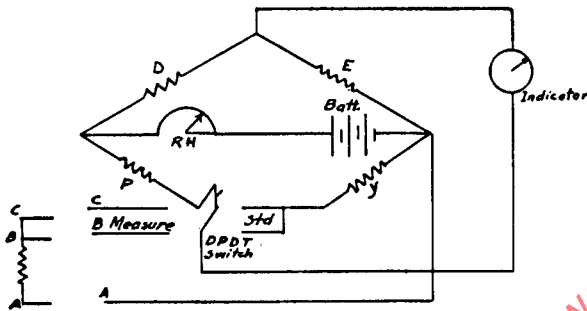 D
E
Indicator
Batt.
RH
P
y
C
Std
B Measure
DPDT
Switch
C
B
A
A
N